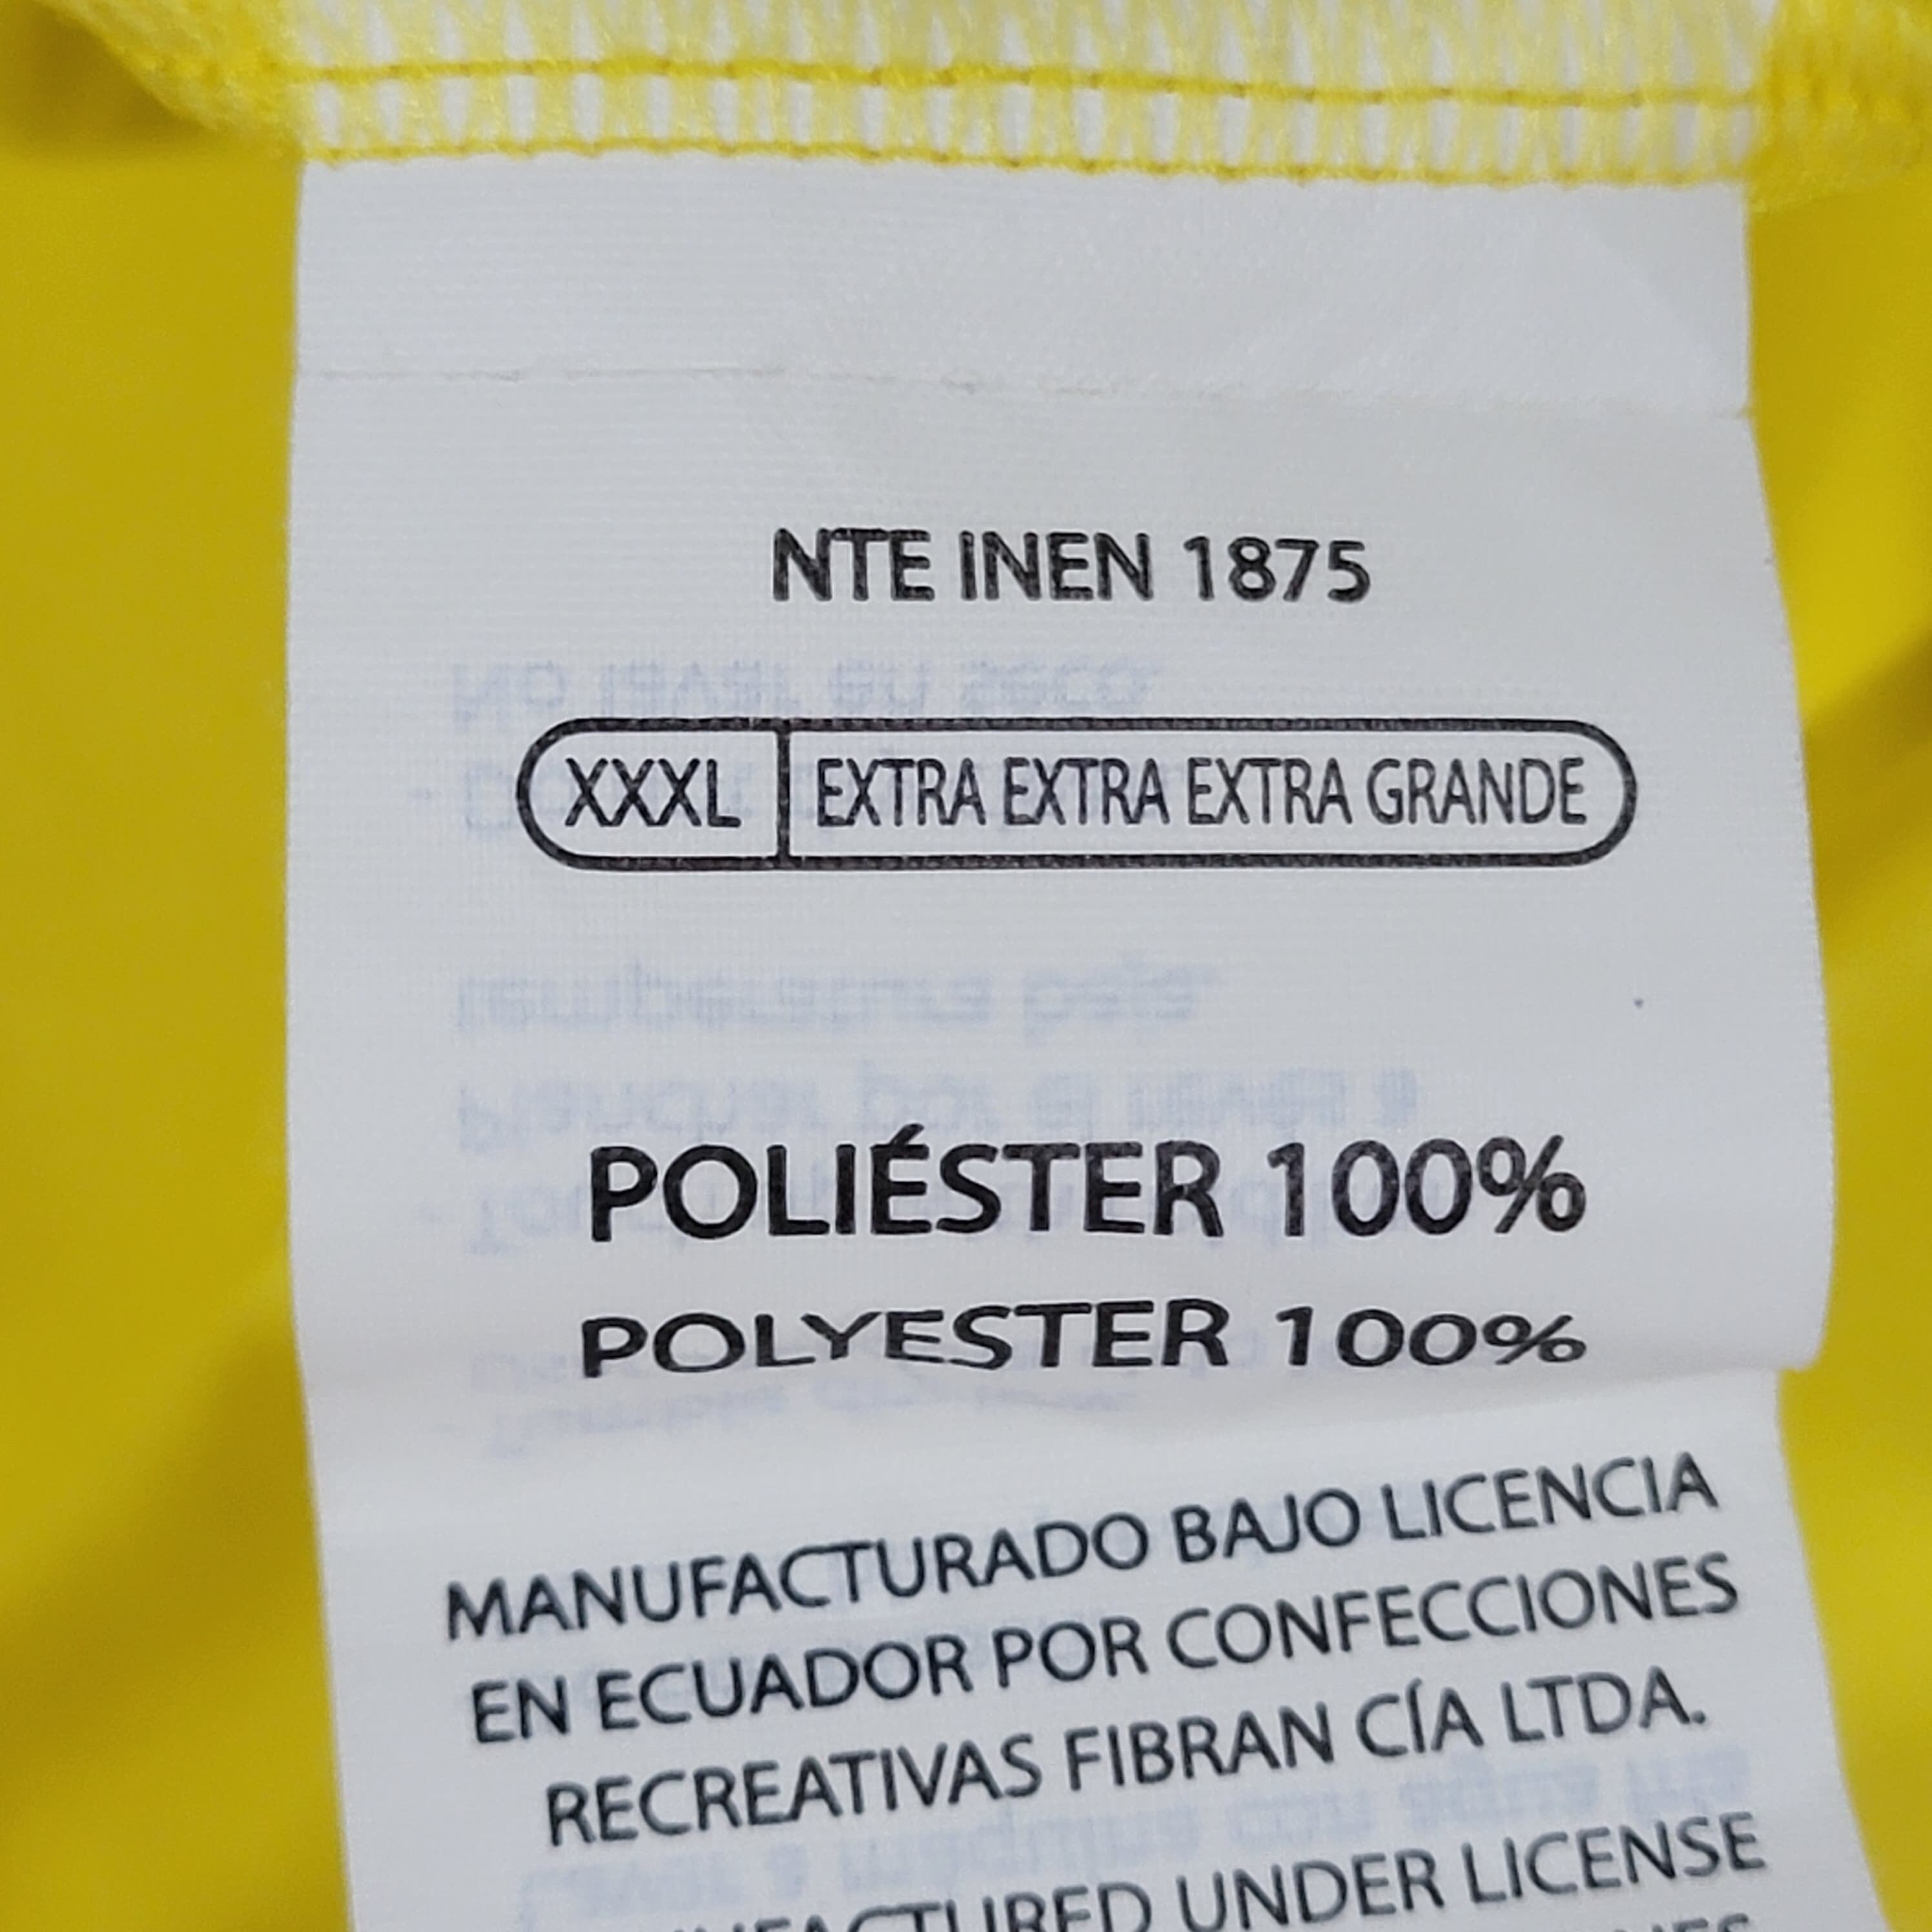 NTE INEN 1875
XXXL EXTRA EXTRA EXTRA GRANDE
POLIÉSTER 100%
POLYESTER 100%
MANUFACTURADO BAJO LICENCIA
EN ECUADOR POR CONFECCIONES
RECREATIVAS FIBRAN CÍA LTDA.
UNDER LICENSE